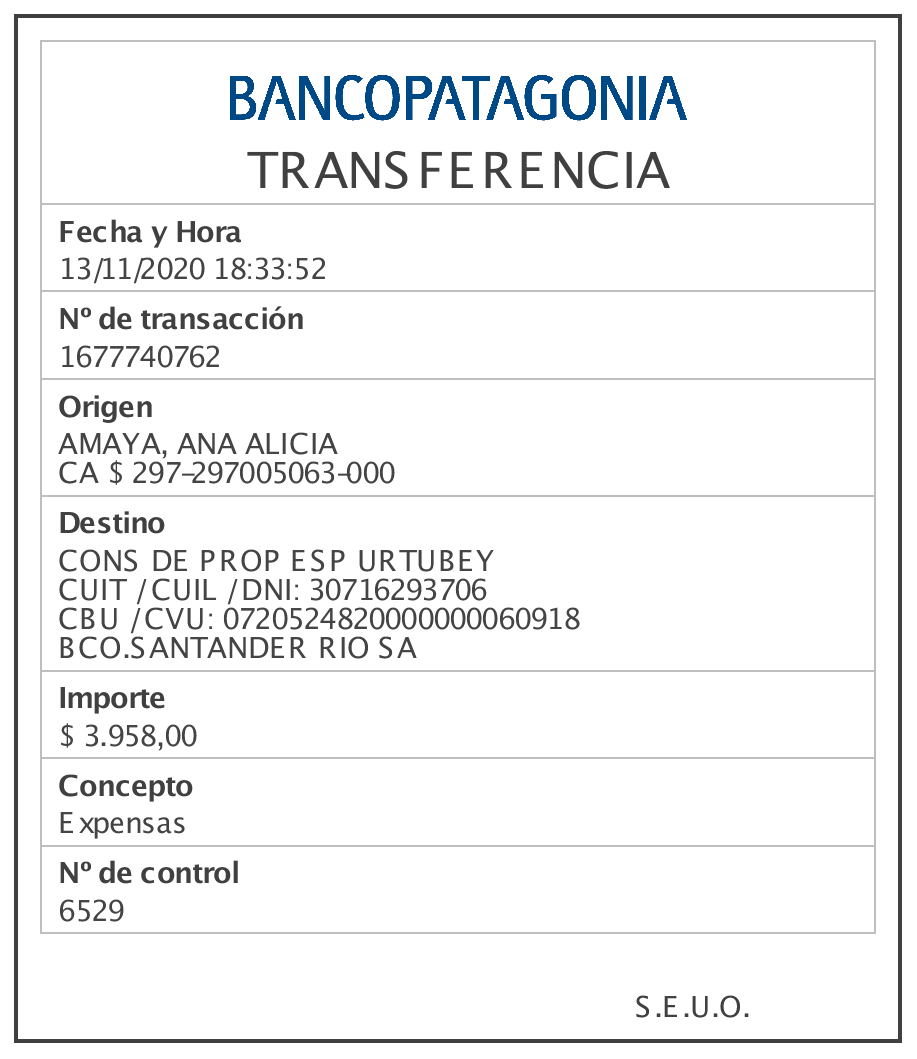 BANCOPATAGONIA
TRANSFERENCIA
Fecha y Hora
13/11/2020 18:33:52
Nº de transacción
1677740762
Origen
AMAYA, ANA ALICIA
CA $ 297-297005063-000
Destino
CONS DE PROP ESP URTUBEY
CUIT /CUIL /DNI: 30716293706
CBU /CVU: 0720524820000000060918
BCO.SANTANDER RIO SA
Importe
$ 3.958,00
Concepto
Expensas
Nº de control
6529
S.E.U.O.